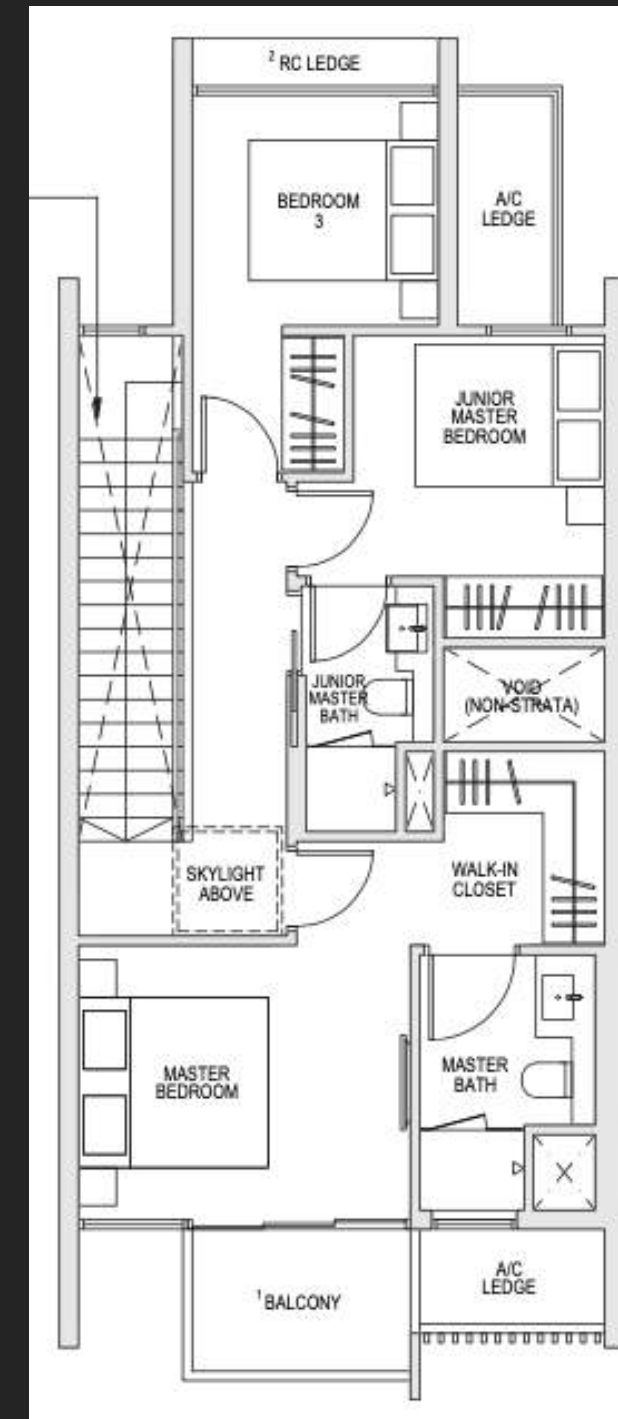 ² RC LEDGE
BEDROOM
3
A/C
LEDGE
JUNIOR
MASTER
BEDROOM
JUNIOR
MASTER
BATH
VOID
(NON-STRATA)
SKYLIGHT
ABOVE
WALK-IN
CLOSET
MASTER
BEDROOM
MASTER
BATH
¹ BALCONY
A/C
LEDGE